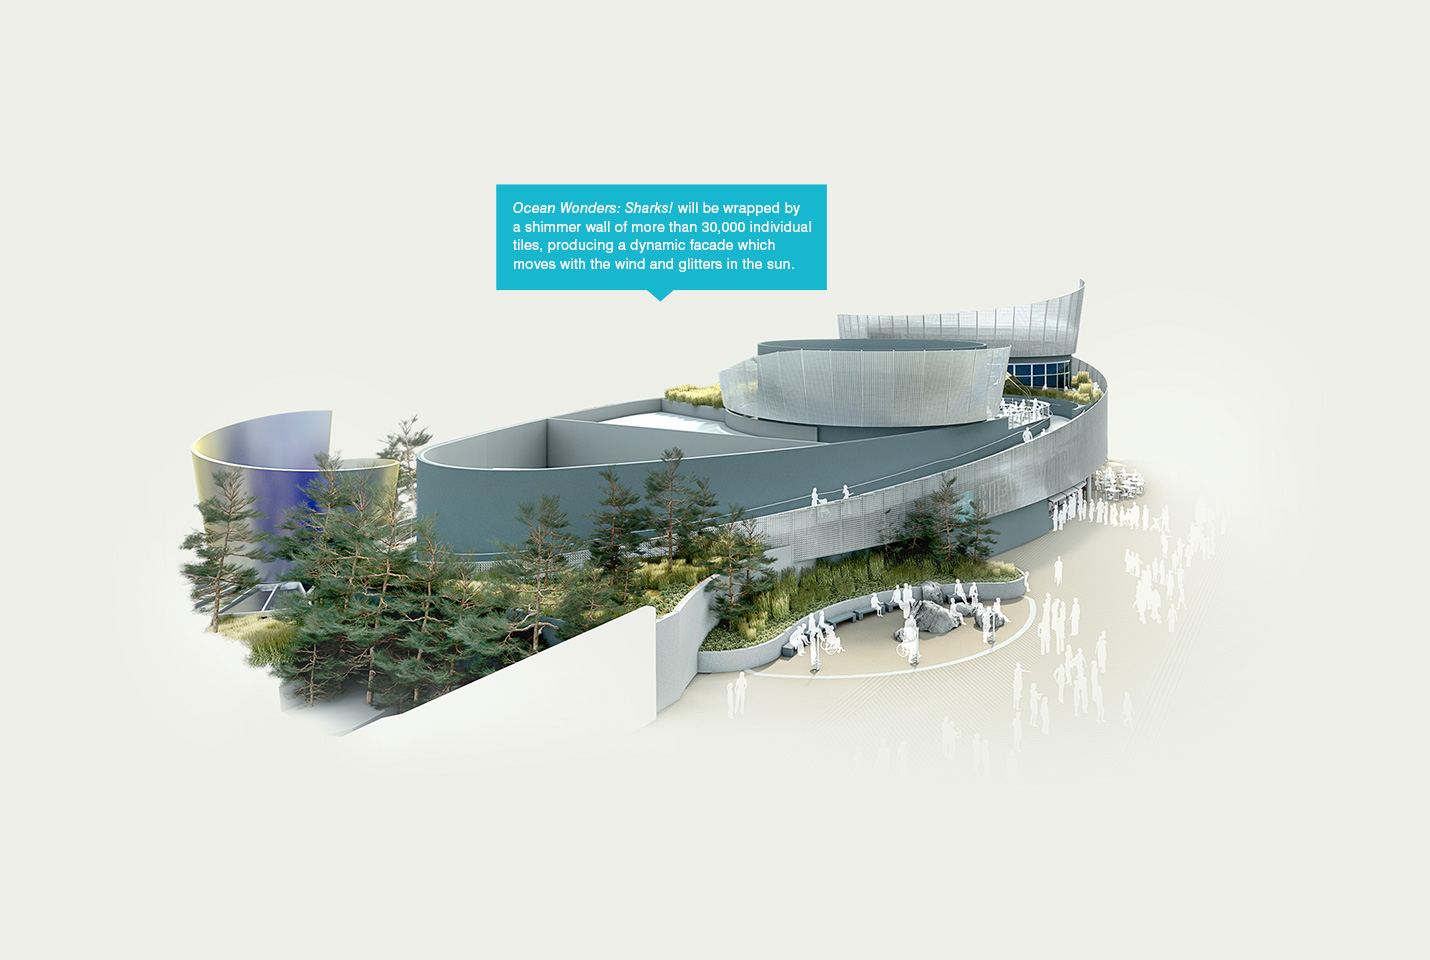 Ocean Wonders: Sharks! will be wrapped by
a shimmer wall of more than 30,000 individual
tiles, producing a dynamic facade which
moves with the wind and glitters in the sun.